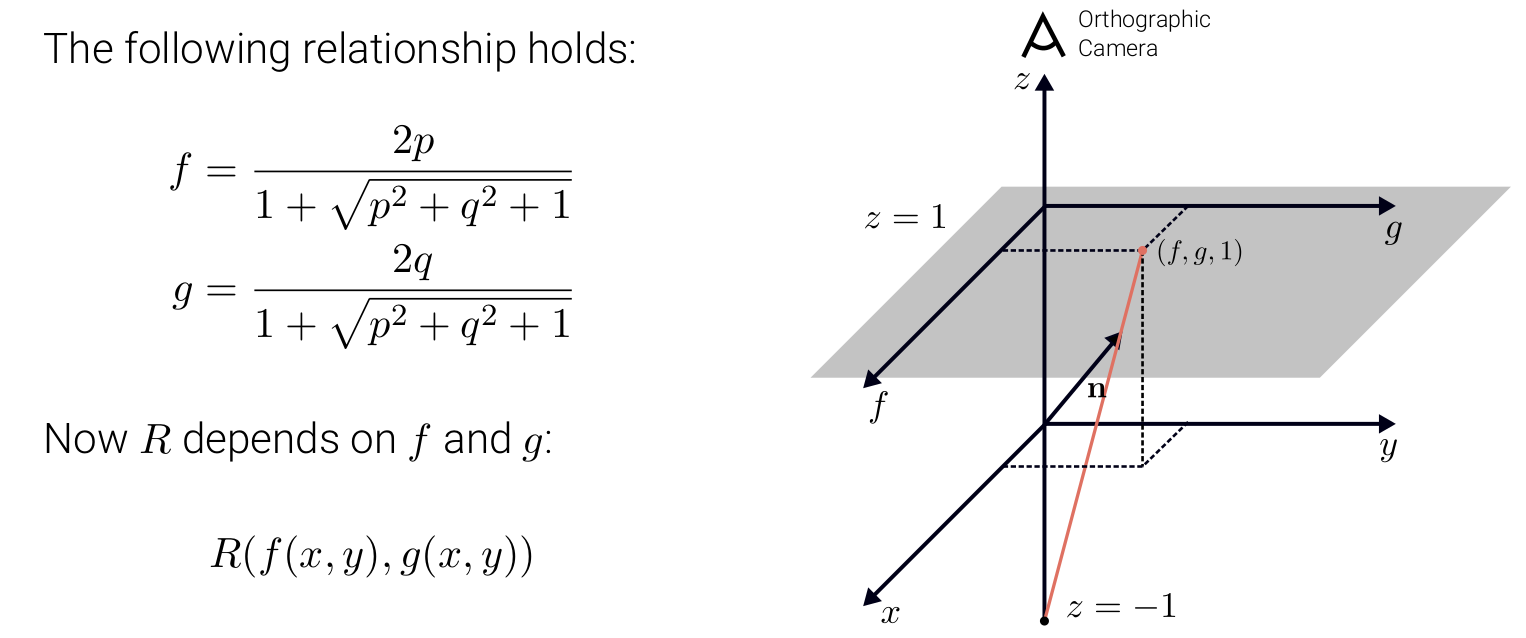 The following relationship holds:
f = \frac{2p}{1 + \sqrt{p^2 + q^2 + 1}}
g = \frac{2q}{1 + \sqrt{p^2 + q^2 + 1}}
Now R depends on f and g:
R(f(x, y), g(x, y))
Orthographic
Camera
z
z = 1
g
(f, g, 1)
f
n
y
x
z = −1